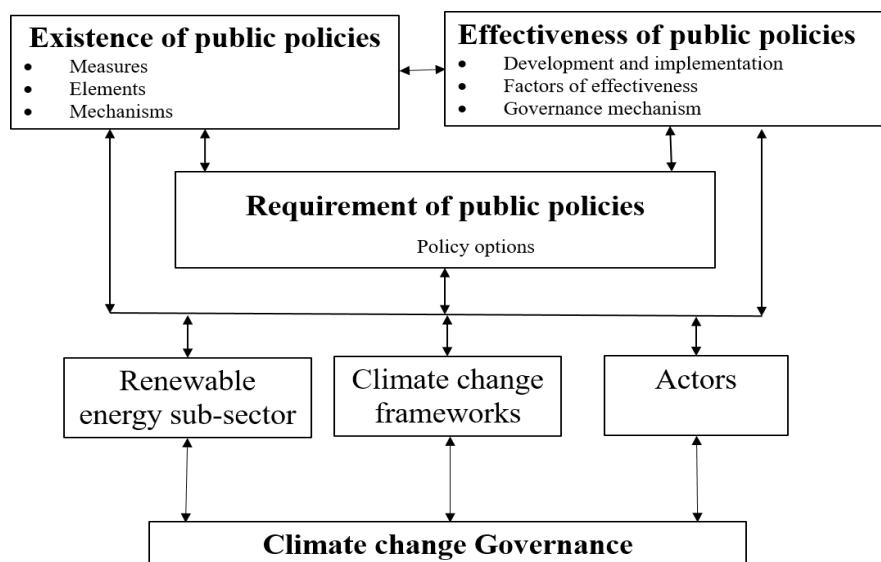 Existence of public policies
• Measures
• Elements
• Mechanisms
Effectiveness of public policies
• Development and implementation
• Factors of effectiveness
• Governance mechanism
Requirement of public policies
Policy options
Renewable
energy sub-sector
Climate change
frameworks
Actors
Climate change Governance